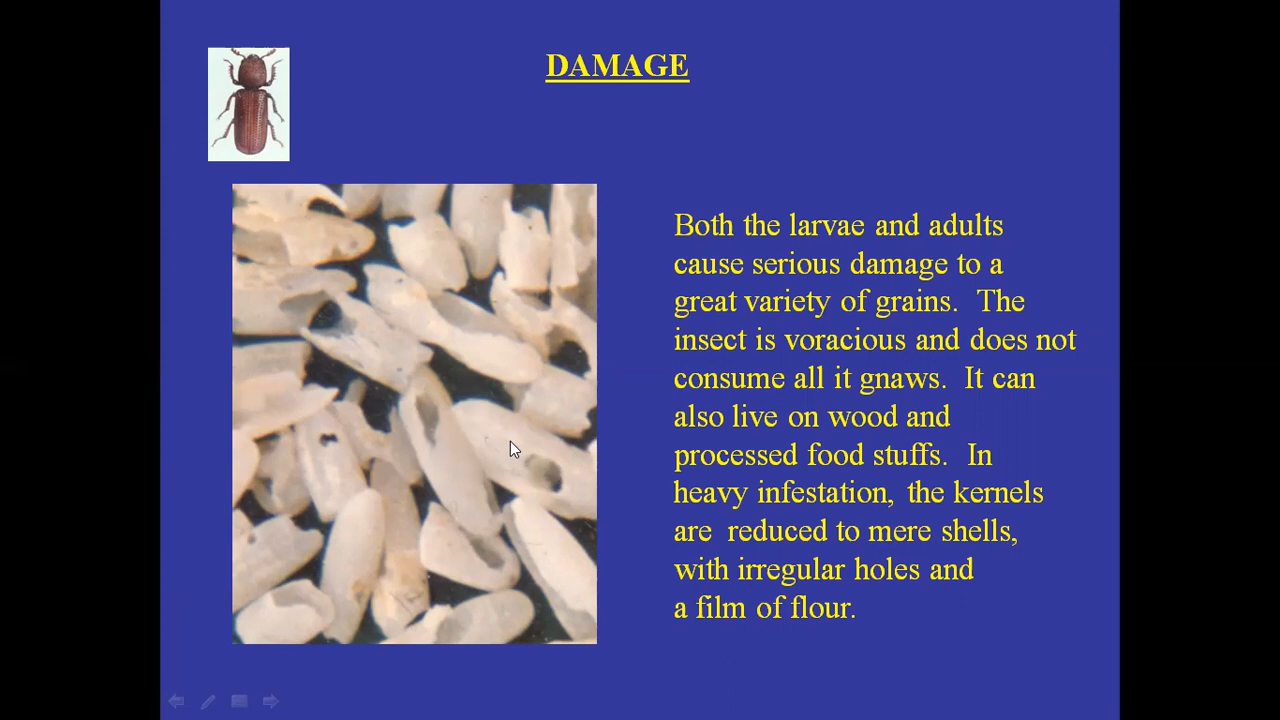 DAMAGE
Both the larvae and adults
cause serious damage to a
great variety of grains.  The
insect is voracious and does not
consume all it gnaws.  It can
also live on wood and
processed food stuffs.  In
heavy infestation, the kernels
are  reduced to mere shells,
with irregular holes and
a film of flour.